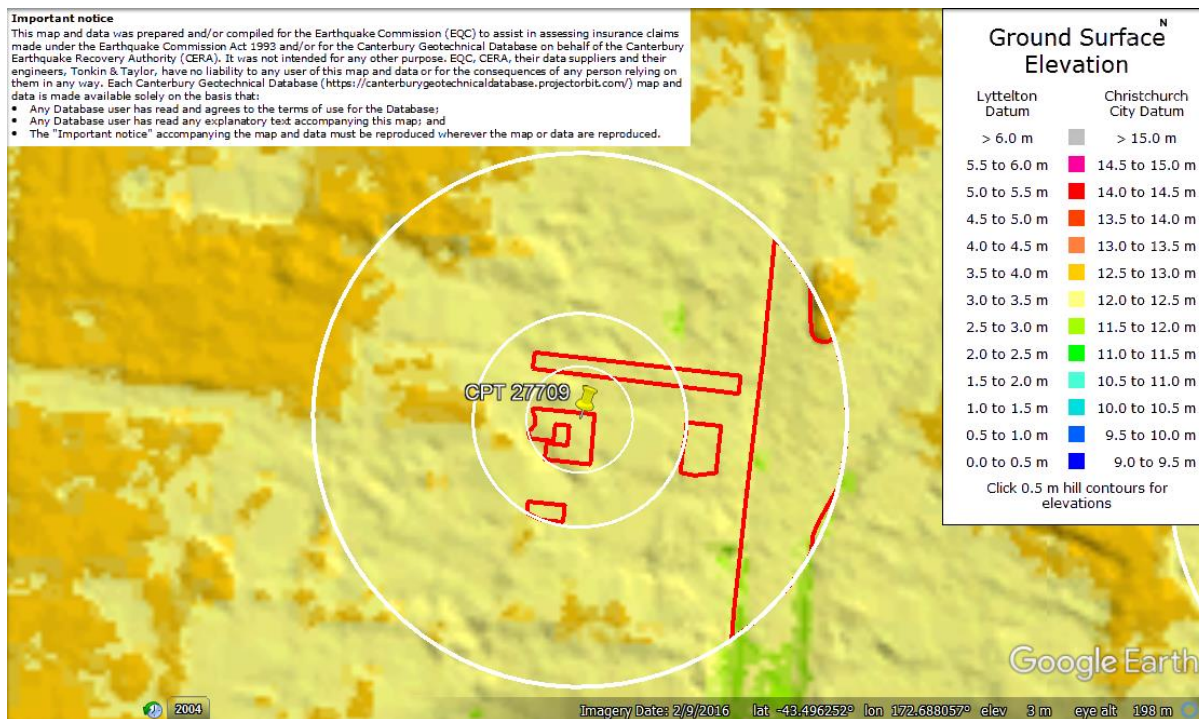 Important notice
This map and data was prepared and/or compiled for the Earthquake Commission (EQC) to assist in assessing insurance claims
made under the Earthquake Commission Act 1993 and/or for the Canterbury Geotechnical Database on behalf of the Canterbury
Earthquake Recovery Authority (CERA). It was not intended for any other purpose. EQC, CERA, their data suppliers and their
engineers, Tonkin & Taylor, have no liability to any user of this map and data or for the consequences of any person relying on
them in any way. Each Canterbury Geotechnical Database (https://canterburygeotechnicaldatabase.projectorbit.com/) map and
data is made available solely on the basis that:
• Any Database user has read and agrees to the terms of use for the Database;
• Any Database user has read any explanatory text accompanying this map; and
• The "Important notice" accompanying the map and data must be reproduced wherever the map or data are reproduced.
N
Ground Surface
Elevation
Lyttelton Christchurch
Datum City Datum
> 6.0 m > 15.0 m
5.5 to 6.0 m 14.5 to 15.0 m
5.0 to 5.5 m 14.0 to 14.5 m
4.5 to 5.0 m 13.5 to 14.0 m
4.0 to 4.5 m 13.0 to 13.5 m
3.5 to 4.0 m 12.5 to 13.0 m
3.0 to 3.5 m 12.0 to 12.5 m
2.5 to 3.0 m 11.5 to 12.0 m
2.0 to 2.5 m 11.0 to 11.5 m
1.5 to 2.0 m 10.5 to 11.0 m
1.0 to 1.5 m 10.0 to 10.5 m
0.5 to 1.0 m 9.5 to 10.0 m
0.0 to 0.5 m 9.0 to 9.5 m
Click 0.5 m hill contours for
elevations
CPT 27709
Google Earth
2004
Imagery Date: 2/9/2016 lat -43.496252° lon 172.688057° elev 3 m eye alt 198 m